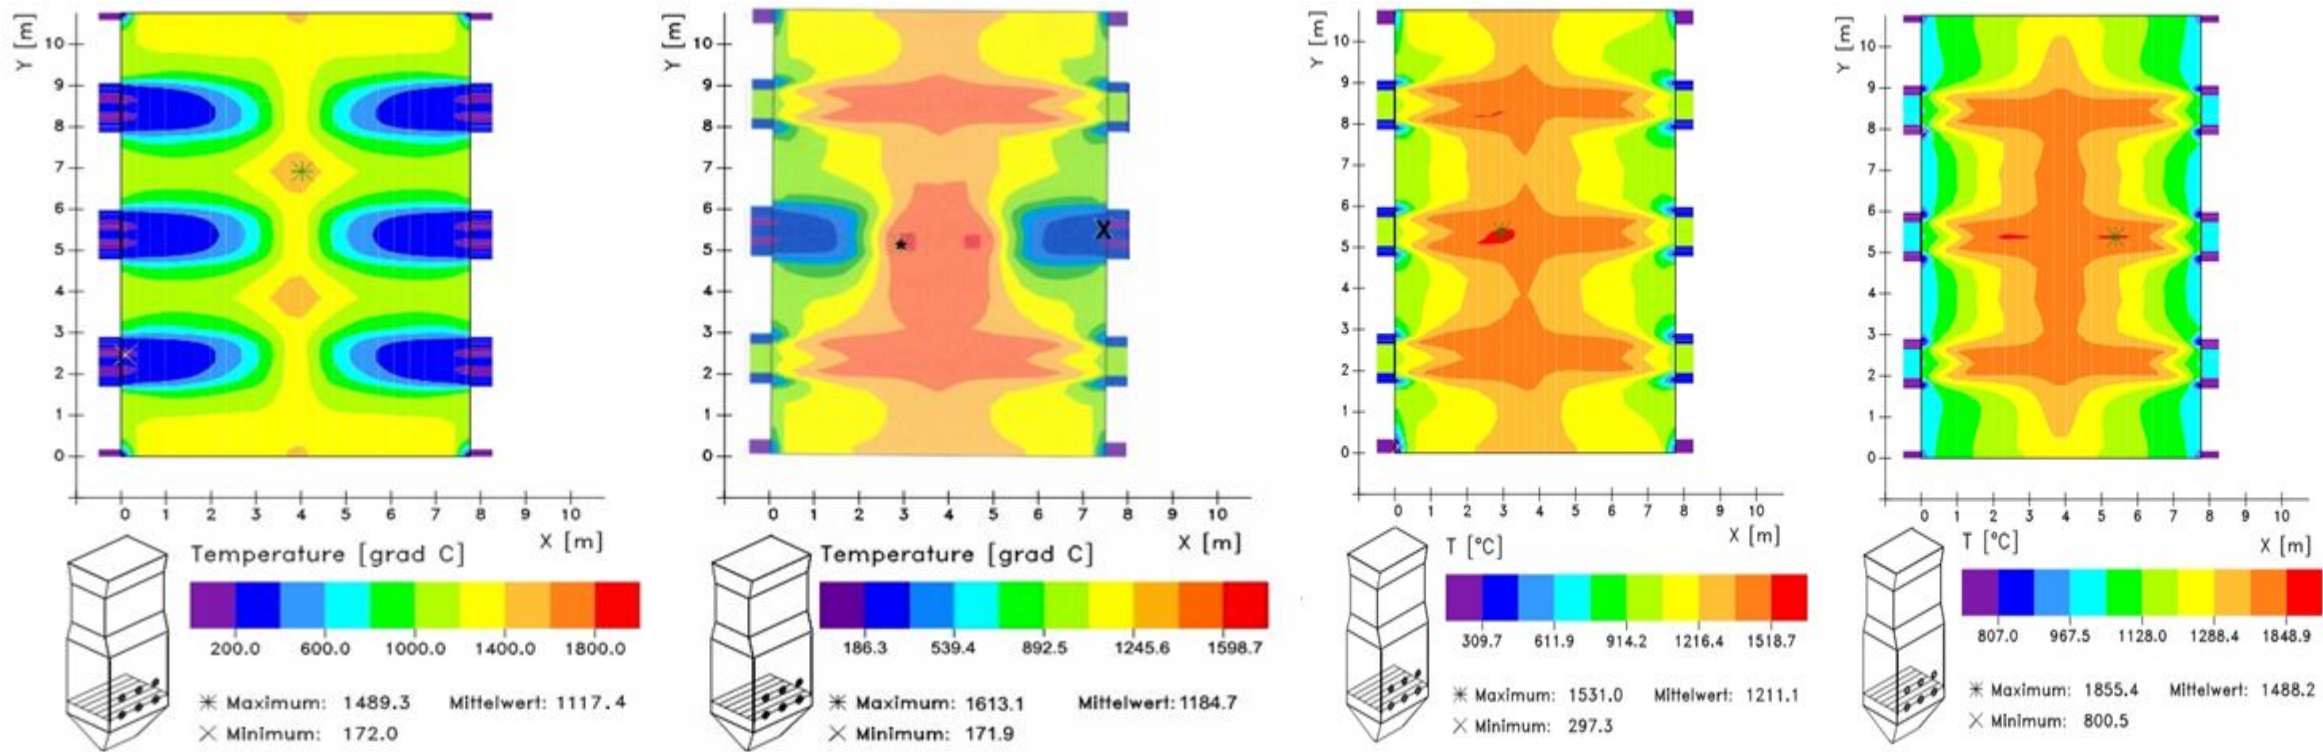 Y [m]
10
9
8
7
6
5
4
3
2
1
0
0 1 2 3 4 5 6 7 8 9 10
X [m]
Temperature [grad C]
200.0 600.0 1000.0 1400.0 1800.0
Maximum: 1489.3 Mittelwert: 1117.4
Minimum: 172.0
Y [m]
10
9
8
7
6
5
4
3
2
1
0
0 1 2 3 4 5 6 7 8 9 10
X [m]
Temperature [grad C]
186.3 539.4 892.5 1245.6 1598.7
Maximum: 1613.1 Mittelwert: 1184.7
Minimum: 171.9
Y [m]
10
9
8
7
6
5
4
3
2
1
0
0 1 2 3 4 5 6 7 8 9 10
X [m]
T [°C]
309.7 611.9 914.2 1216.4 1518.7
Maximum: 1531.0 Mittelwert: 1211.1
Minimum: 297.3
Y [m]
10
9
8
7
6
5
4
3
2
1
0
0 1 2 3 4 5 6 7 8 9 10
X [m]
T [°C]
807.0 967.5 1128.0 1288.4 1848.9
Maximum: 1855.4 Mittelwert: 1488.2
Minimum: 800.5